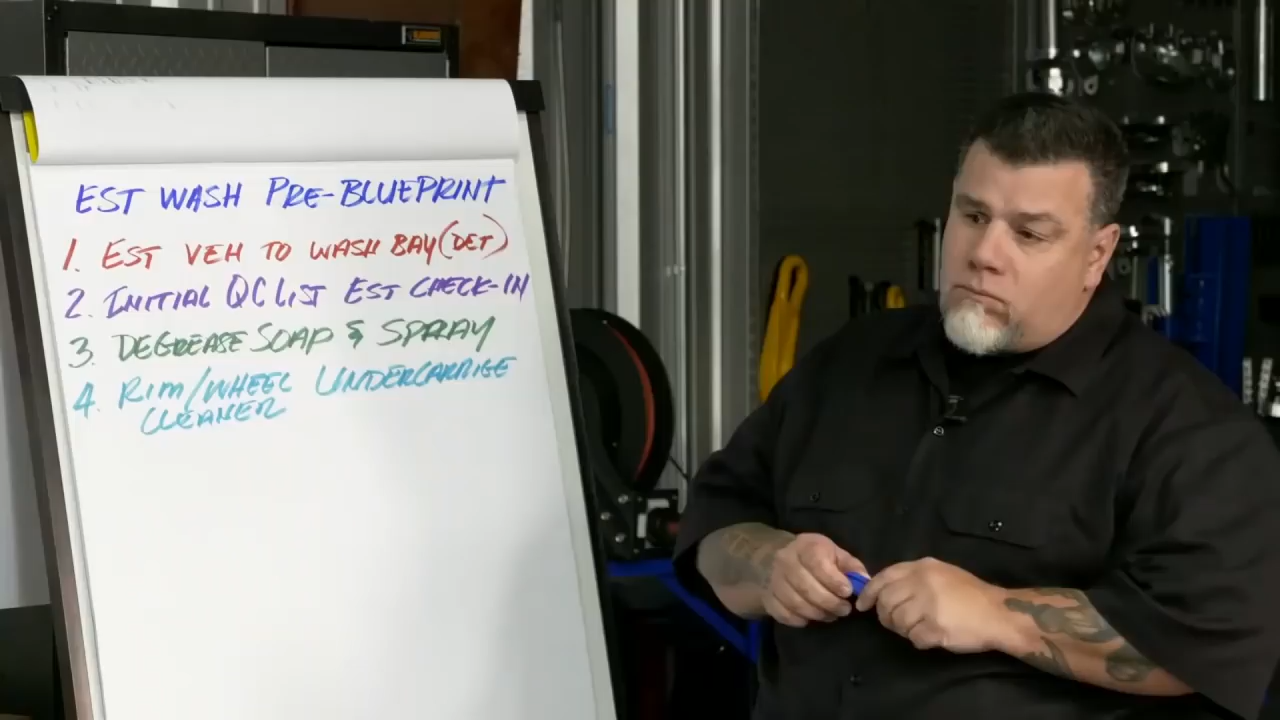 EST WASH PRE-BLUEPRINT
1. EST VEH TO WASH BAY (DET)
2. INITIAL QC LIST EST CHECK-IN
3. DEGREASE SOAP & SPRAY
4. RIM/WHEEL UNDERCARRIGE
CLEANER